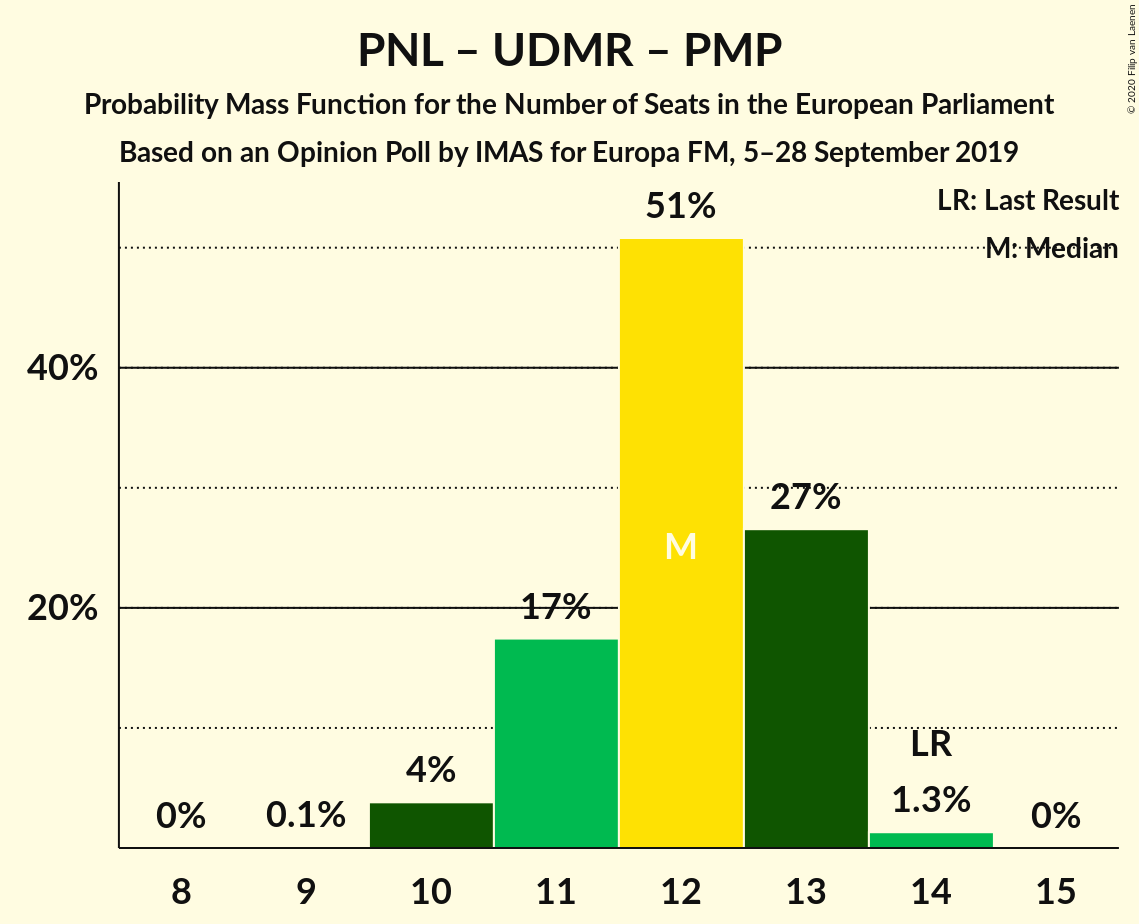 PNL – UDMR – PMP
Probability Mass Function for the Number of Seats in the European Parliament
Based on an Opinion Poll by IMAS for Europa FM, 5–28 September 2019
© 2020 Filip van Laenen
LR: Last Result
M: Median
51%
40%
27%
M
20%
17%
LR
4%
1.3%
0%
0.1%
0%
8 9 10 11 12 13 14 15